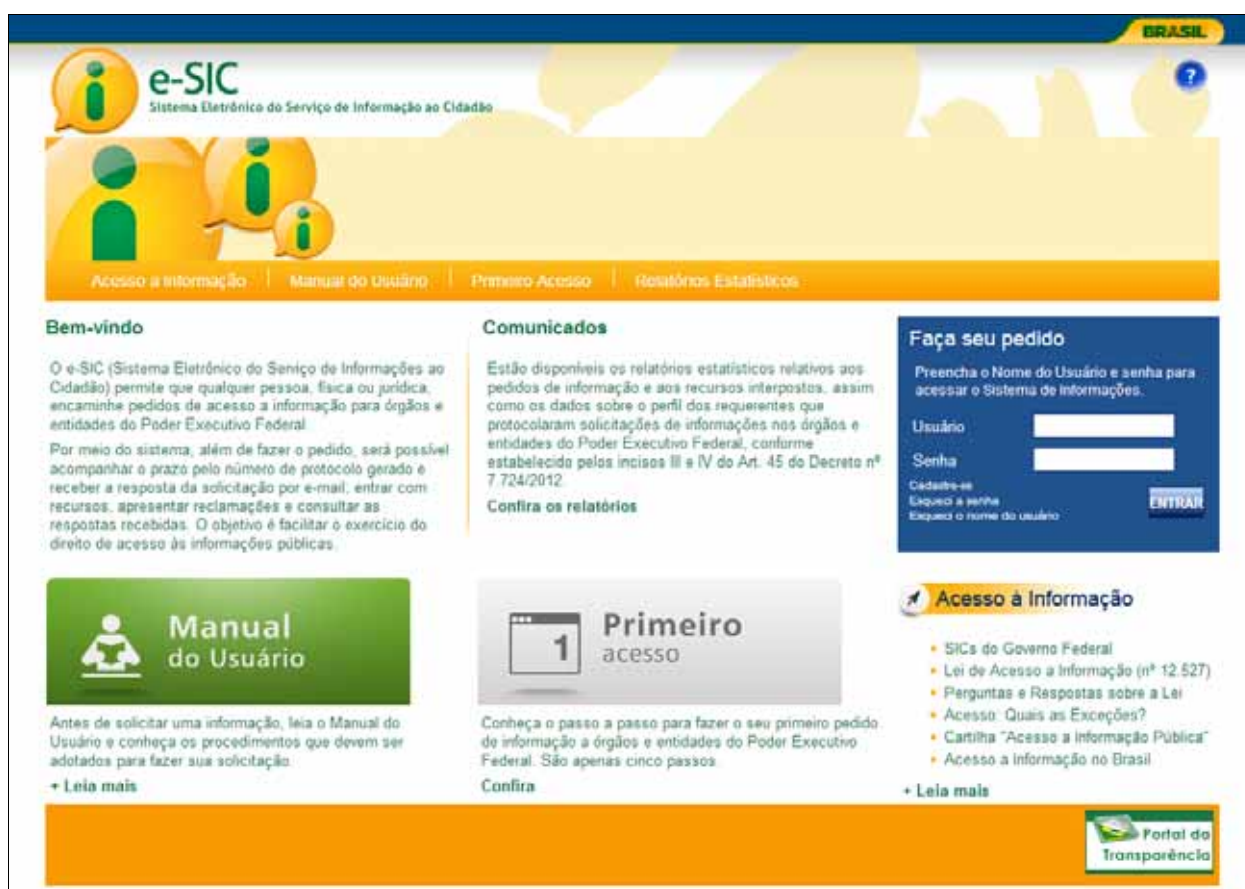 BRASIL
e-SIC
Sistema Eletrônico do Serviço de Informação ao Cidadão
Acesso a Informação
Manual do Usuário
Primeiro Acesso
Relatórios Estatísticos
Bem-vindo
O e-SIC (Sistema Eletrônico do Serviço de Informações ao
Cidadão) permite que qualquer pessoa, física ou jurídica,
encaminhe pedidos de acesso a informação para órgãos e
entidades do Poder Executivo Federal.
Por meio do sistema, além de fazer o pedido, será possível
acompanhar o prazo pelo número de protocolo gerado e
receber a resposta da solicitação por e-mail; entrar com
recursos, apresentar reclamações e consultar as
respostas recebidas. O objetivo é facilitar o exercício do
direito de acesso às informações públicas.
Comunicados
Estão disponíveis os relatórios estatísticos relativos aos
pedidos de informação e aos recursos interpostos, assim
como os dados sobre o perfil dos requerentes que
protocolaram solicitações de informações nos órgãos e
entidades do Poder Executivo Federal, conforme
estabelecido pelos incisos III e IV do Art. 45 do Decreto nº
7.724/2012.
Confira os relatórios
Faça seu pedido
Preencha o Nome do Usuário e senha para
acessar o Sistema de Informações.
Usuário
Senha
Cadastre-se
Esqueci a senha
Esqueci o nome do usuário
ENTRAR
Manual
do Usuário
Antes de solicitar uma informação, leia o Manual do
Usuário e conheça os procedimentos que devem ser
adotados para fazer sua solicitação.
+ Leia mais
1
Primeiro
acesso
Conheça o passo a passo para fazer o seu primeiro pedido
de informação a órgãos e entidades do Poder Executivo
Federal. São apenas cinco passos.
Confira
Acesso à Informação
SICs do Governo Federal
Lei de Acesso a Informação (nº 12.527)
Perguntas e Respostas sobre a Lei
Acesso: Quais as Exceções?
Cartilha "Acesso a Informação Pública"
Acesso a Informação no Brasil
+ Leia mais
Portal da
Transparência